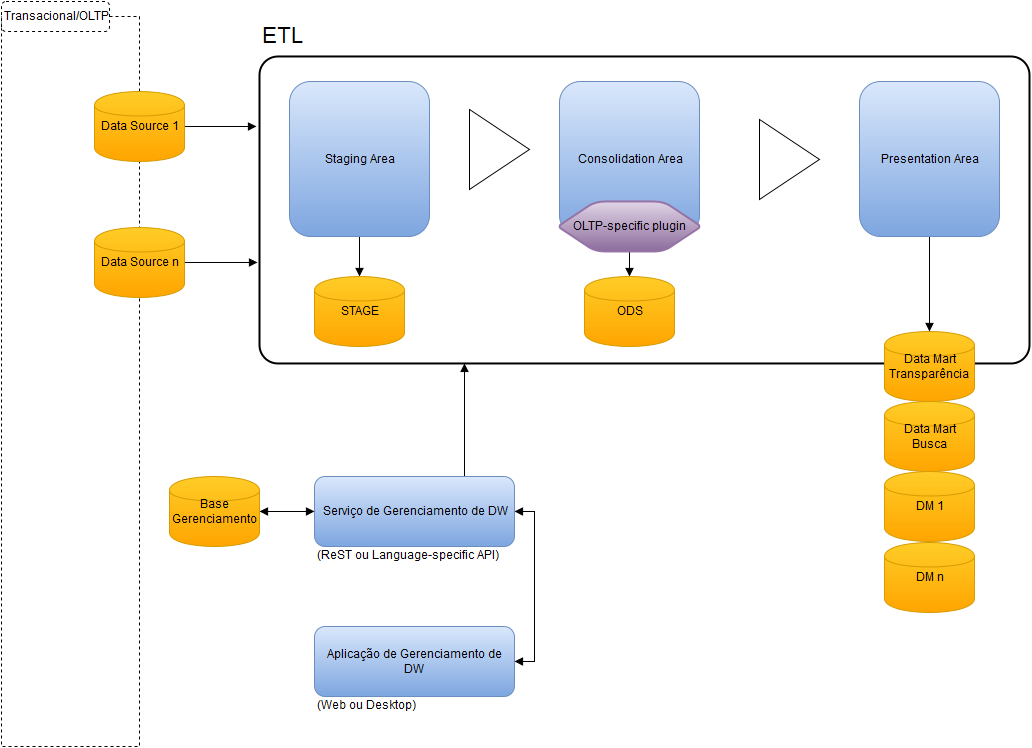 Transacional/OLTP
ETL
Data Source 1
Staging Area
Consolidation Area
Presentation Area
OLTP-specific plugin
Data Source n
STAGE
ODS
Data Mart
Transparência
Data Mart
Busca
Base
Gerenciamento
Serviço de Gerenciamento de DW
DM 1
(ReST ou Language-specific API)
DM n
Aplicação de Gerenciamento de
DW
(Web ou Desktop)